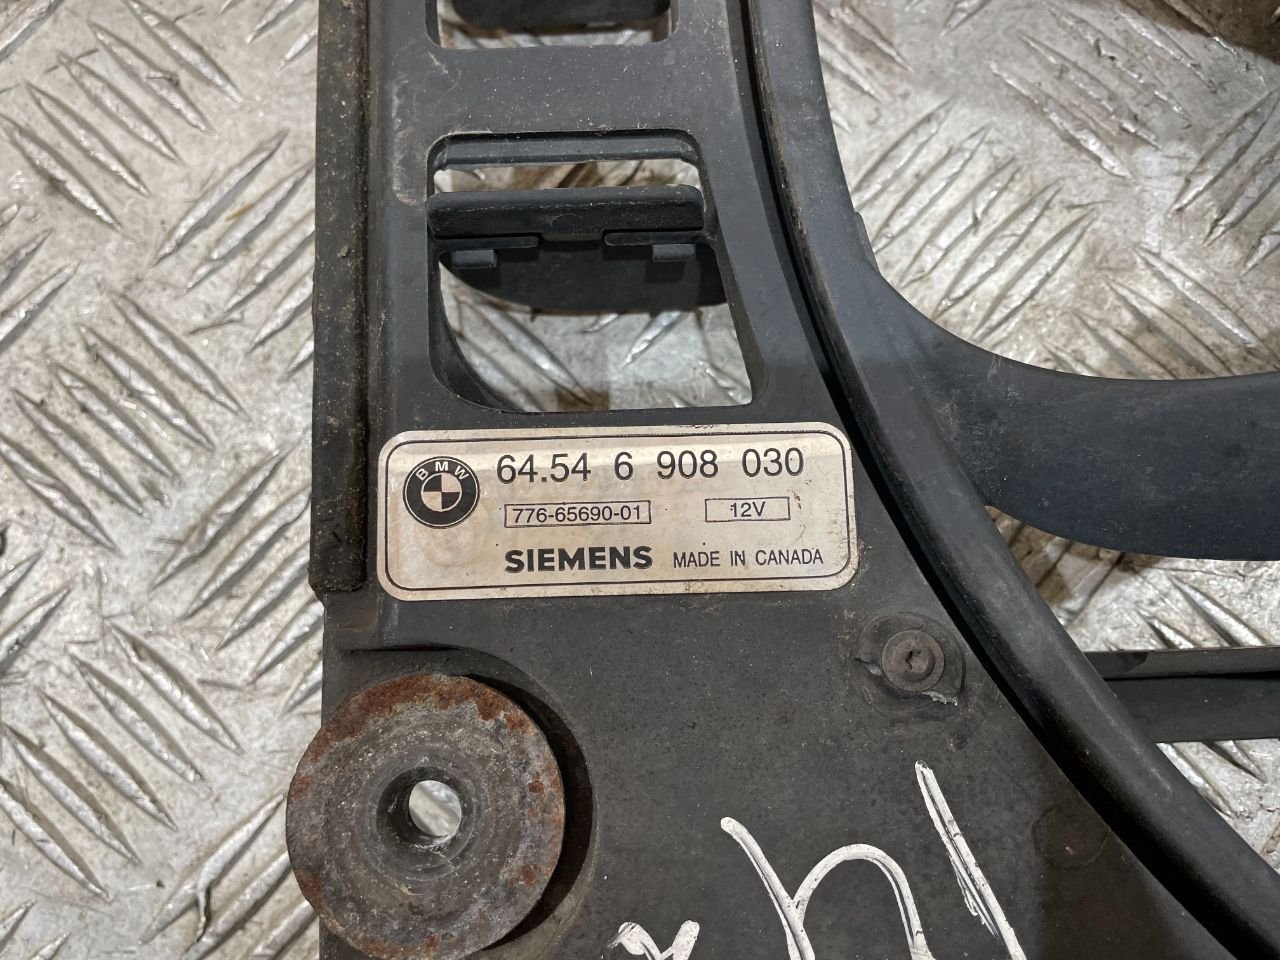 BMW 64.54 6 908 030
776-65690-01 12V
SIEMENS MADE IN CANADA